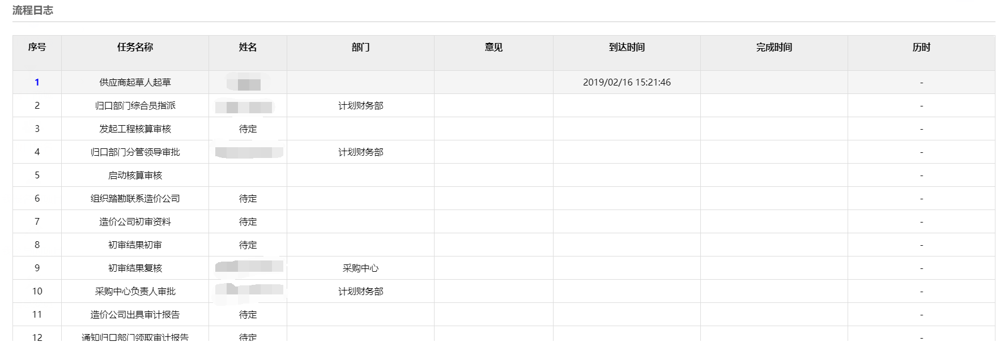 流程日志
序号 任务名称 姓名 部门 意见 到达时间 完成时间 历时
1 供应商起草人起草 2019/02/16 15:21:46 -
2 归口部门综合员指派 计划财务部 -
3 发起工程核算审核 待定 -
4 归口部门分管领导审批 计划财务部 -
5 启动核算审核 -
6 组织踏勘联系造价公司 待定 -
7 造价公司初审资料 待定 -
8 初审结果初审 待定 -
9 初审结果复核 采购中心 -
10 采购中心负责人审批 计划财务部 -
11 造价公司出具审计报告 待定 -
12 通知归口部门领取审计报告 待定 -